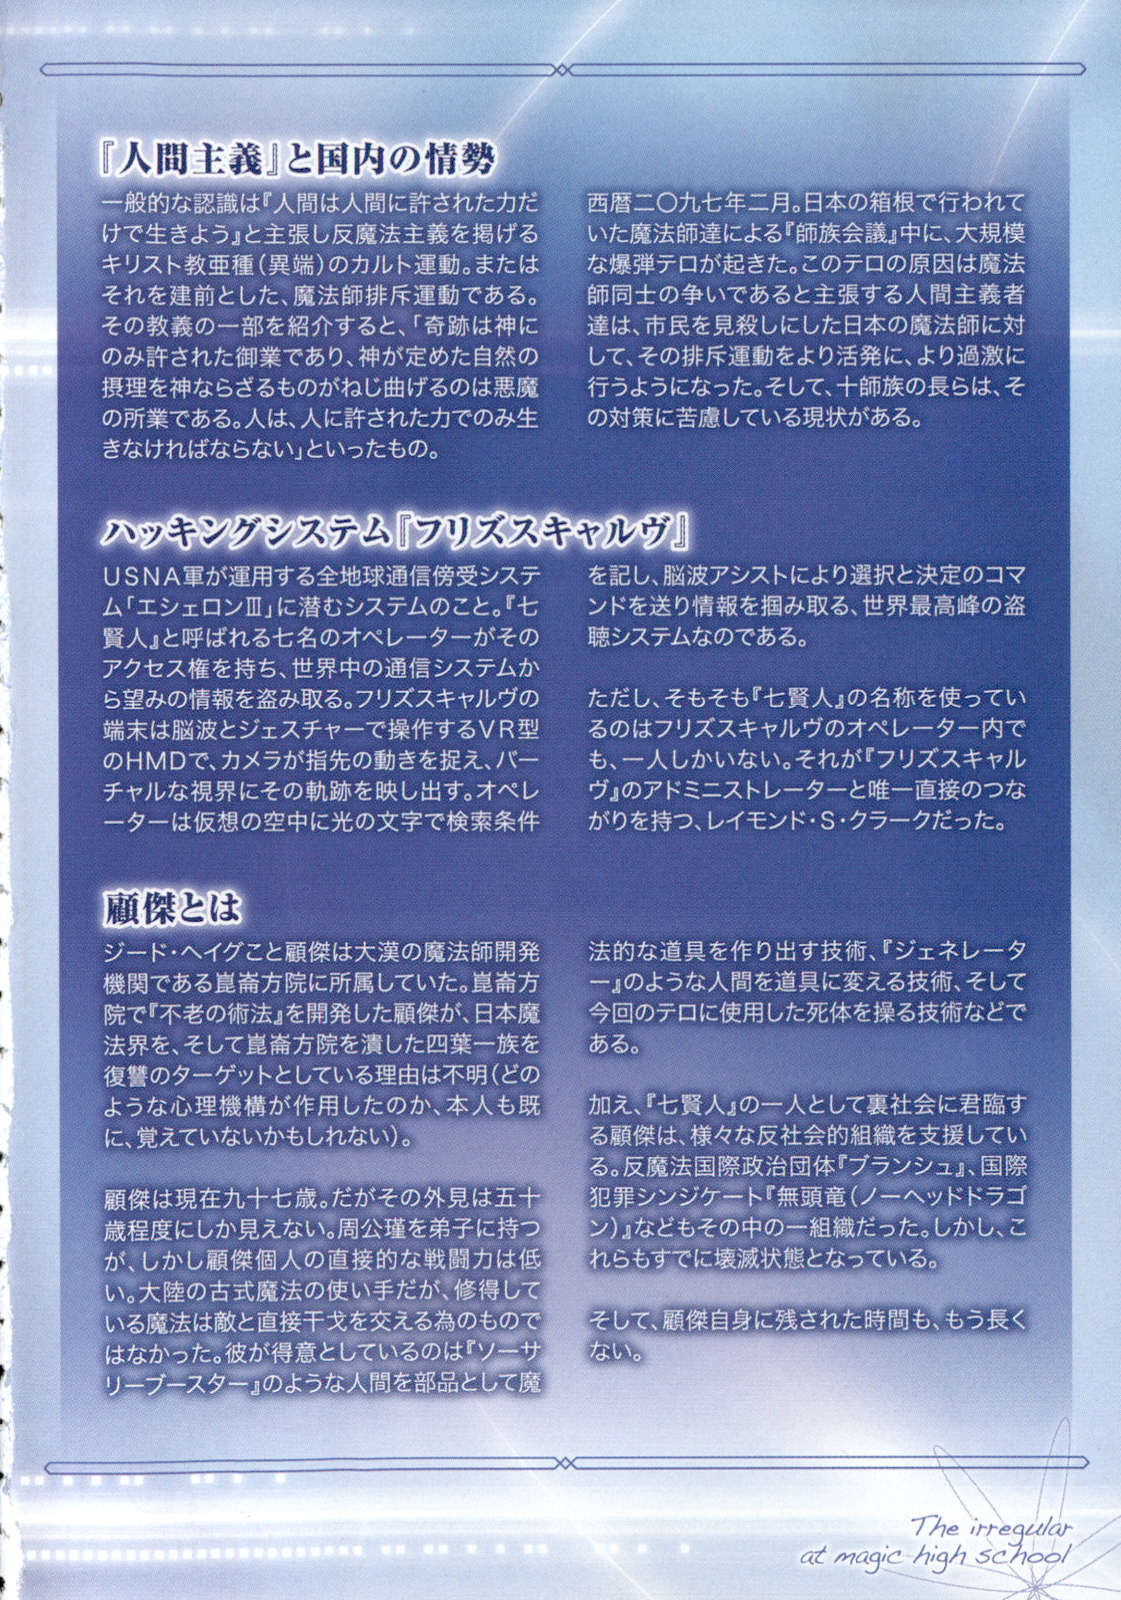 『人間主義』と国内の情勢
一般的な認識は『人間は人間に許された力だ
けで生きよう』と主張し反魔法主義を掲げる
キリスト教亜種(異端)のカルト運動。または
それを建前とした、魔法師排斥運動である。
その教義の一部を紹介すると、「奇跡は神に
のみ許された御業であり、神が定めた自然の
摂理を神ならざるものがねじ曲げるのは悪魔
の所業である。人は、人に許された力でのみ生
きなければならない」といったもの。
西暦二〇九七年二月。日本の箱根で行われて
いた魔法師達による『師族会議』中に、大規模
な爆弾テロが起きた。このテロの原因は魔法
師同士の争いであると主張する人間主義者
達は、市民を見殺しにした日本の魔法師に対
して、その排斥運動をより活発に、より過激に
行うようになった。そして、十師族の長らは、そ
の対策に苦慮している現状がある。
ハッキングシステム『フリズスキャルヴ』
USNA軍が運用する全地球通信傍受システ
ム「エシェロンⅢ」に潜むシステムのこと。『七
賢人』と呼ばれる七名のオペレーターがその
アクセス権を持ち、世界中の通信システムか
ら望みの情報を盗み取る。フリズスキャルヴの
端末は脳波とジェスチャーで操作するVR型
のHMDで、カメラが指先の動きを捉え、バー
チャルな視界にその軌跡を映し出す。オペレ
ーターは仮想の空中に光の文字で検索条件
を記し、脳波アシストにより選択と決定のコマ
ンドを送り情報を掴み取る、世界最高峰の盗
聴システムなのである。
ただし、そもそも『七賢人』の名称を使ってい
るのはフリズスキャルヴのオペレーター内で
も、一人しかいない。それが『フリズスキャル
ヴ』のアドミニストレーターと唯一直接のつな
がりを持つ、レイモンド・S・クラークだった。
顧傑とは
ジード・ヘイグこと顧傑は大漢の魔法師開発
機関である崑崙方院に所属していた。崑崙方
院で『不老の術法』を開発した顧傑が、日本魔
法界を、そして崑崙方院を潰した四葉一族を
復讐のターゲットとしている理由は不明(どの
ような心理機構が作用したのか、本人も既
に、覚えていないかもしれない)。
顧傑は現在九十七歳。だがその外見は五十
歳程度にしか見えない。周公瑾を弟子に持つ
が、しかし顧傑個人の直接的な戦闘力は低
い。大陸の古式魔法の使い手だが、修得して
いる魔法は敵と直接干戈を交える為のもので
はなかった。彼が得意としているのは『ソーサ
リーブースター』のような人間を部品として魔
法的な道具を作り出す技術、『ジェネレータ
ー』のような人間を道具に変える技術、そして
今回のテロに使用した死体を操る技術などで
ある。
加え、『七賢人』の一人として裏社会に君臨す
る顧傑は、様々な反社会的組織を支援してい
る。反魔法国際政治団体『ブランシュ』、国際
犯罪シンジケート『無頭竜(ノーヘッドドラゴ
ン)』などもその中の一組織だった。しかし、こ
れらもすでに壊滅状態となっている。
そして、顧傑自身に残された時間も、もう長く
ない。
The irregular
at magic high school